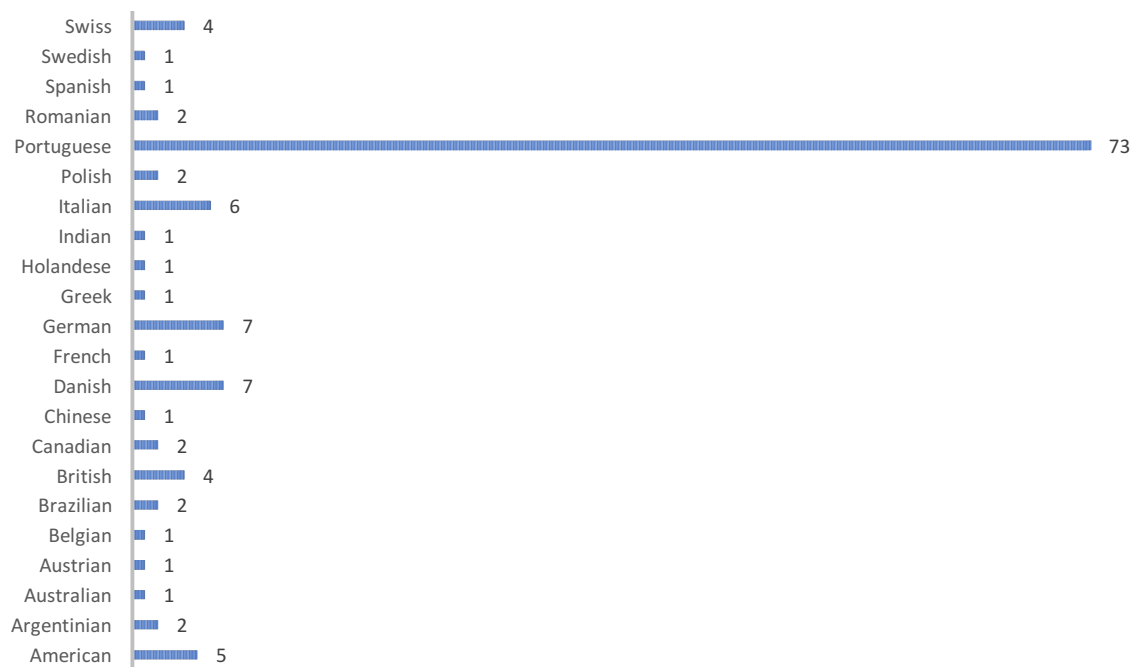 Swiss 4
Swedish 1
Spanish 1
Romanian 2
Portuguese 73
Polish 2
Italian 6
Indian 1
Holandese 1
Greek 1
German 7
French 1
Danish 7
Chinese 1
Canadian 2
British 4
Brazilian 2
Belgian 1
Austrian 1
Australian 1
Argentinian 2
American 5